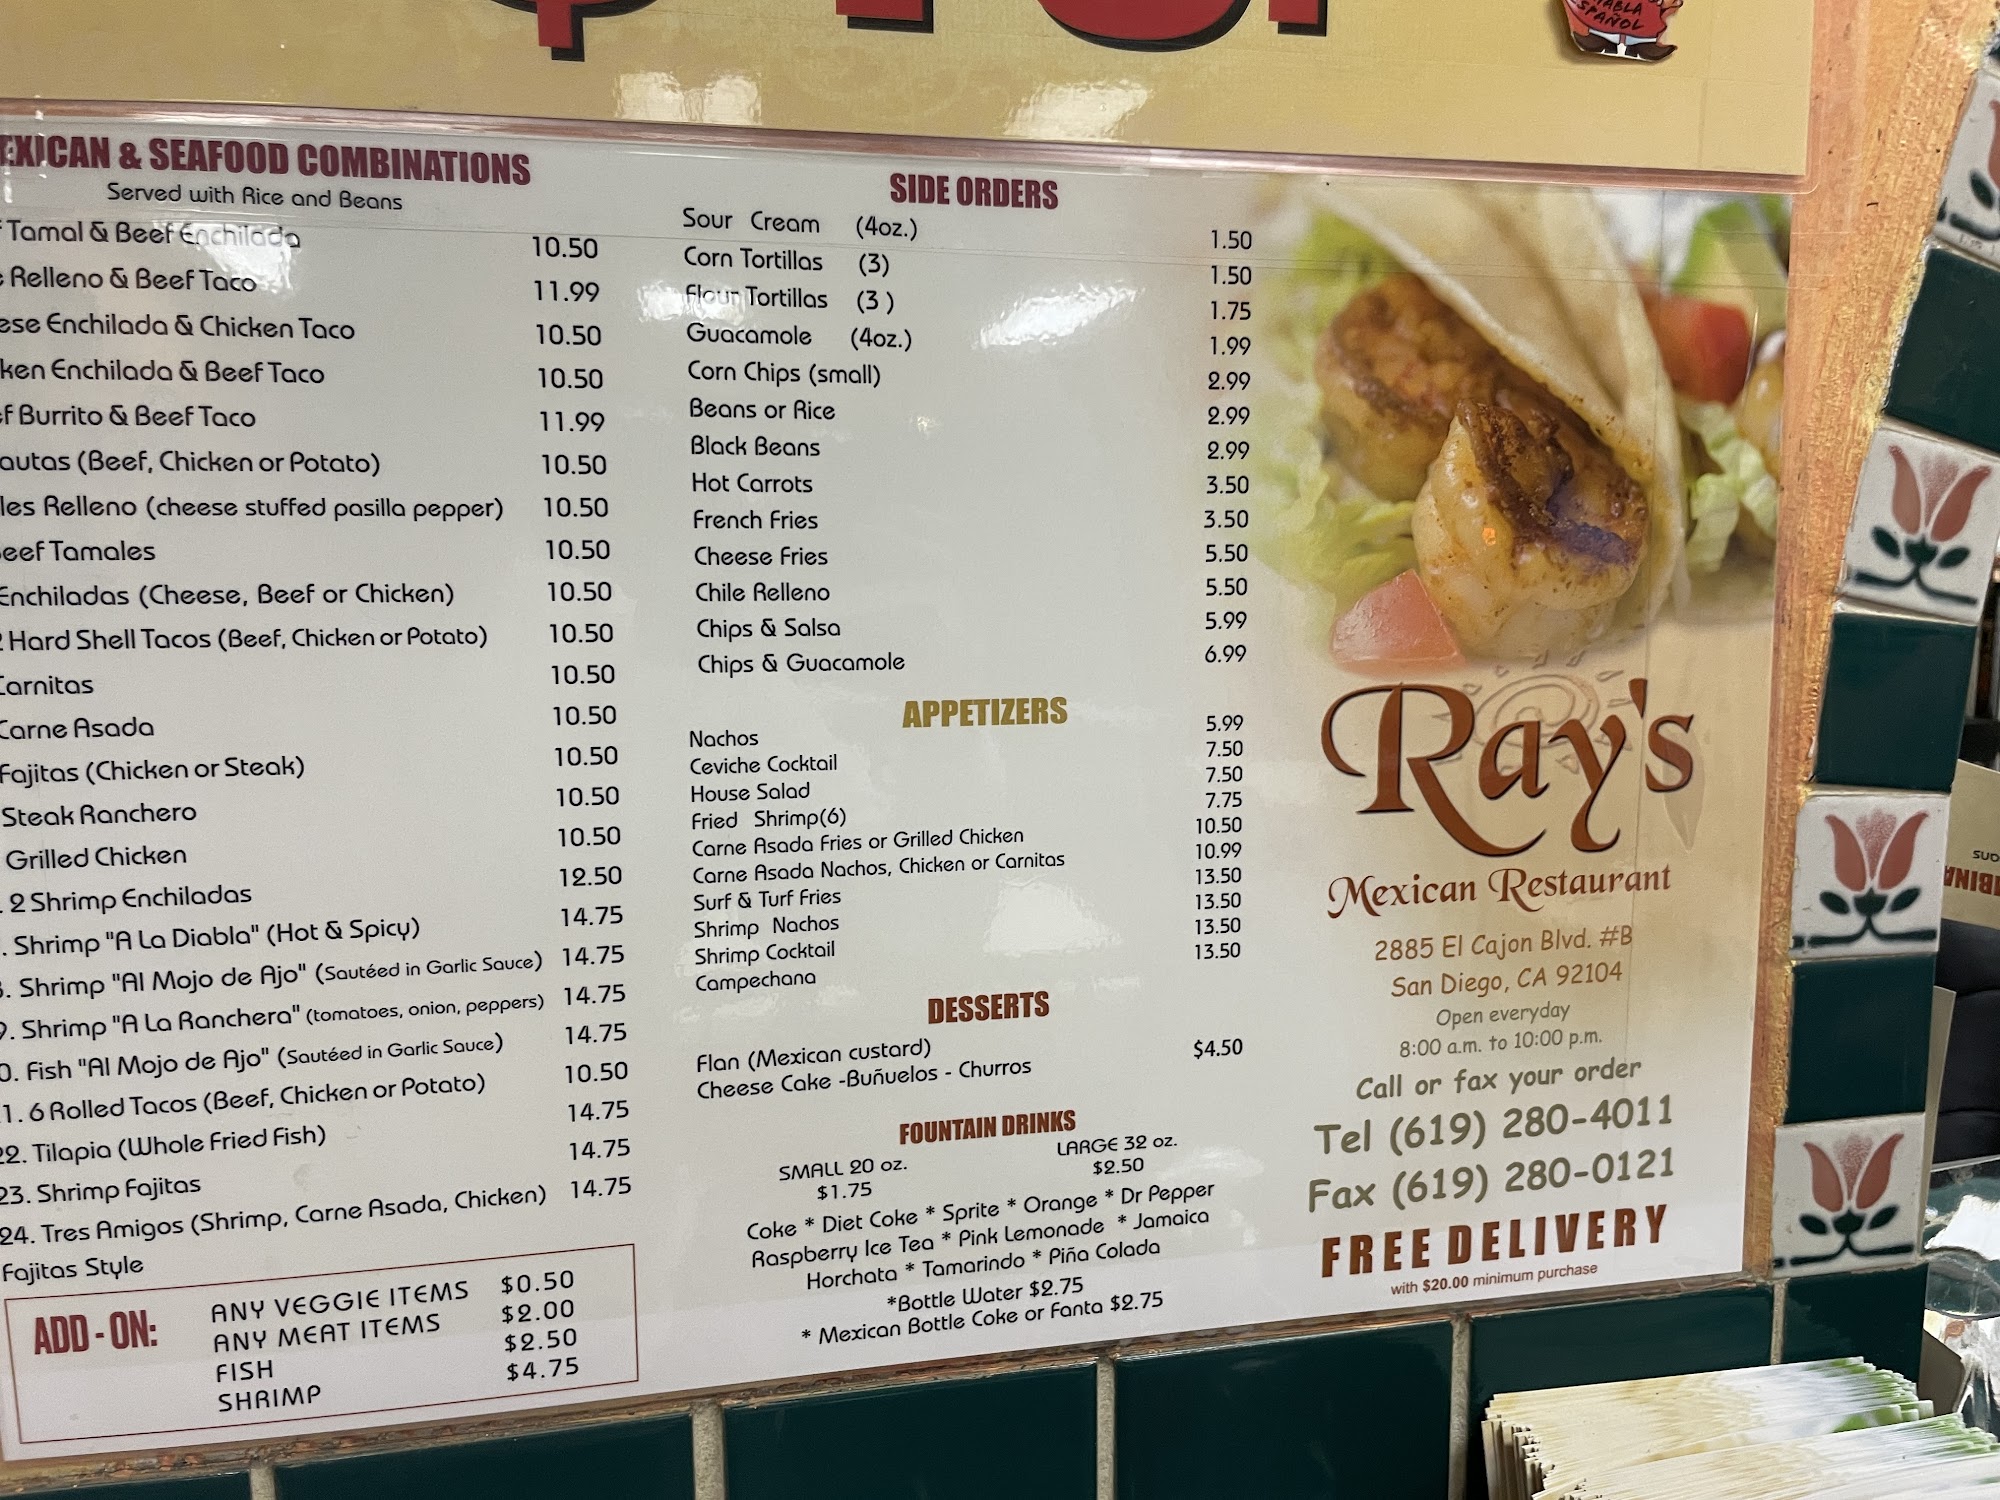 HABLA
ESPAÑOL
EXICAN & SEAFOOD COMBINATIONS
Served with Rice and Beans
Tamal & Beef Enchilada 10.50
Relleno & Beef Taco 11.99
ese Enchilada & Chicken Taco 10.50
ken Enchilada & Beef Taco 10.50
ef Burrito & Beef Taco 11.99
autas (Beef, Chicken or Potato) 10.50
les Relleno (cheese stuffed pasilla pepper) 10.50
Beef Tamales 10.50
Enchiladas (Cheese, Beef or Chicken) 10.50
2 Hard Shell Tacos (Beef, Chicken or Potato) 10.50
Carnitas 10.50
Carne Asada 10.50
Fajitas (Chicken or Steak) 10.50
Steak Ranchero 10.50
Grilled Chicken 10.50
. 2 Shrimp Enchiladas 12.50
. Shrimp "A La Diabla" (Hot & Spicy) 14.75
8. Shrimp "Al Mojo de Ajo" (Sautéed in Garlic Sauce) 14.75
9. Shrimp "A La Ranchera" (tomatoes, onion, peppers) 14.75
0. Fish "Al Mojo de Ajo" (Sautéed in Garlic Sauce) 14.75
1. 6 Rolled Tacos (Beef, Chicken or Potato) 10.50
22. Tilapia (Whole Fried Fish) 14.75
23. Shrimp Fajitas 14.75
24. Tres Amigos (Shrimp, Carne Asada, Chicken) 14.75
Fajitas Style
ADD - ON:
ANY VEGGIE ITEMS $0.50
ANY MEAT ITEMS $2.00
FISH $2.50
SHRIMP $4.75
SIDE ORDERS
Sour Cream (4oz.) 1.50
Corn Tortillas (3) 1.50
Flour Tortillas (3 ) 1.75
Guacamole (4oz.) 1.99
Corn Chips (small) 2.99
Beans or Rice 2.99
Black Beans 2.99
Hot Carrots 3.50
French Fries 3.50
Cheese Fries 5.50
Chile Relleno 5.50
Chips & Salsa 5.99
Chips & Guacamole 6.99
APPETIZERS
Nachos 5.99
Ceviche Cocktail 7.50
House Salad 7.50
Fried Shrimp(6) 7.75
Carne Asada Fries or Grilled Chicken 10.50
Carne Asada Nachos, Chicken or Carnitas 10.99
Surf & Turf Fries 13.50
Shrimp Nachos 13.50
Shrimp Cocktail 13.50
Campechana 13.50
DESSERTS
Flan (Mexican custard) $4.50
Cheese Cake -Buñuelos - Churros
FOUNTAIN DRINKS
SMALL 20 oz. LARGE 32 oz.
$1.75 $2.50
Coke * Diet Coke * Sprite * Orange * Dr Pepper
Raspberry Ice Tea * Pink Lemonade * Jamaica
Horchata * Tamarindo * Piña Colada
*Bottle Water $2.75
* Mexican Bottle Coke or Fanta $2.75
Ray's
Mexican Restaurant
2885 El Cajon Blvd. #B
San Diego, CA 92104
Open everyday
8:00 a.m. to 10:00 p.m.
Call or fax your order
Tel (619) 280-4011
Fax (619) 280-0121
FREE DELIVERY
with $20.00 minimum purchase